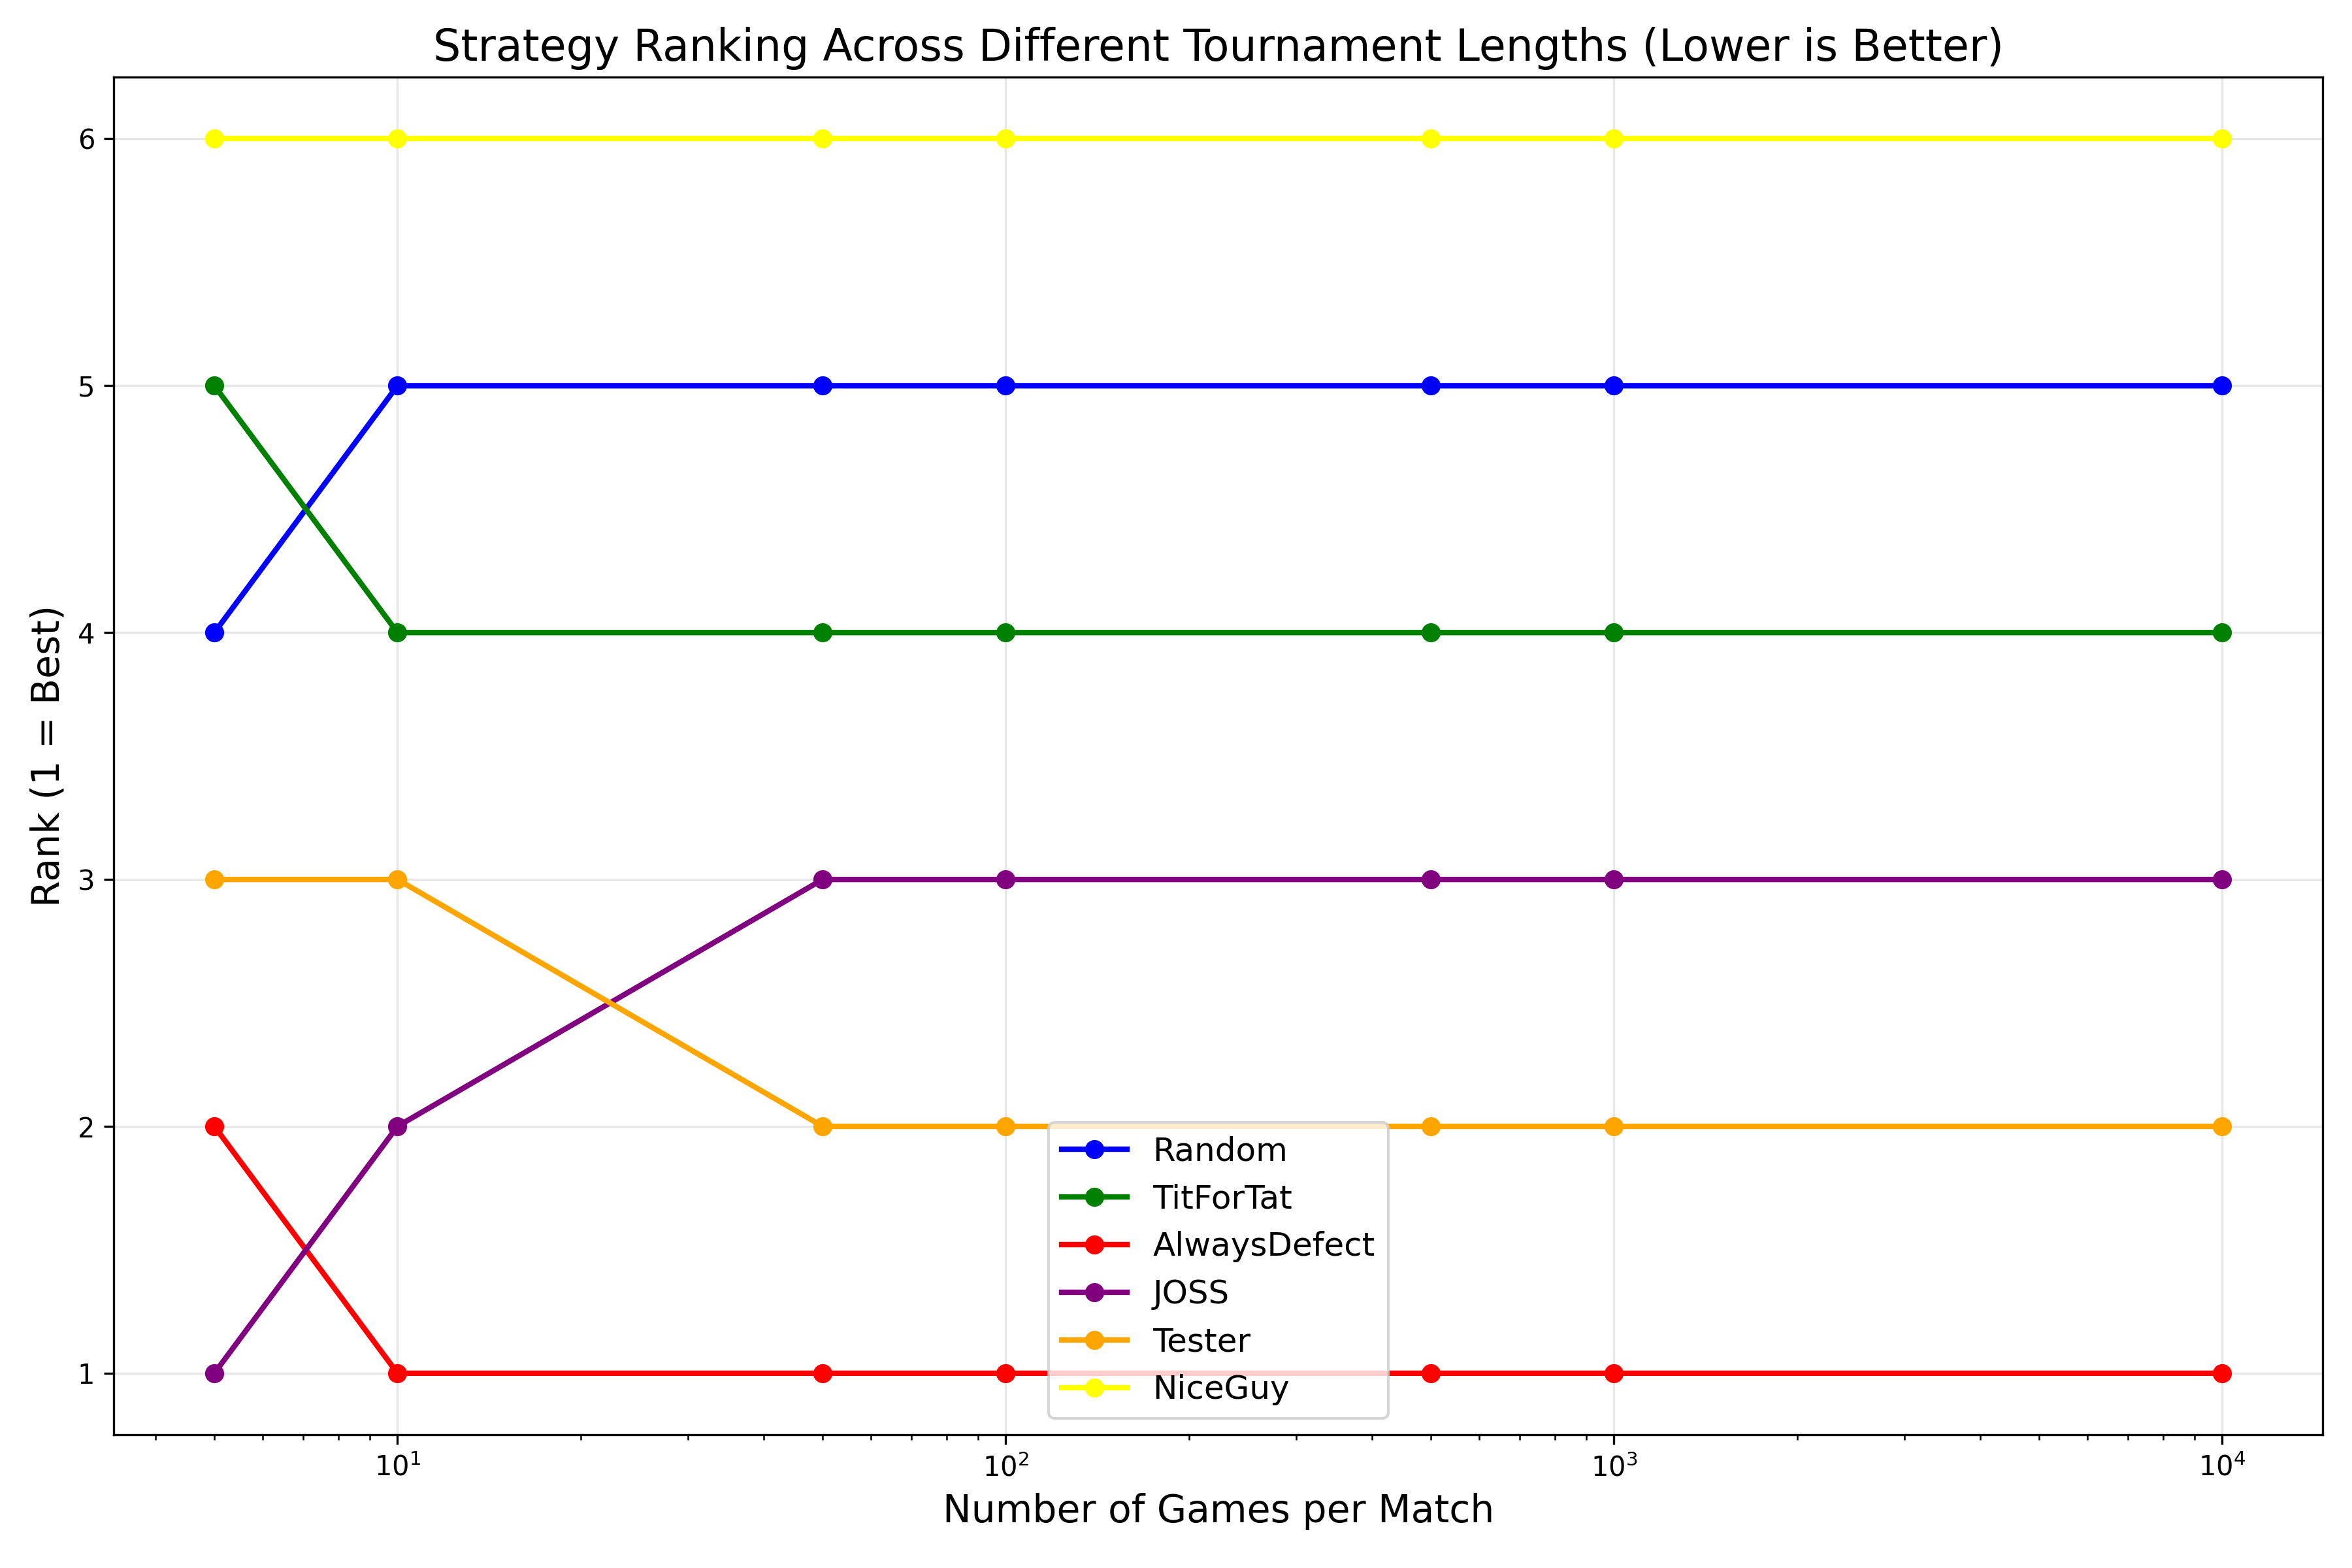 Strategy Ranking Across Different Tournament Lengths (Lower is Better)
Rank (1 = Best)
6
5
4
3
2
1
Random
TitForTat
AlwaysDefect
JOSS
Tester
NiceGuy
10¹ 10² 10³ 10⁴
Number of Games per Match